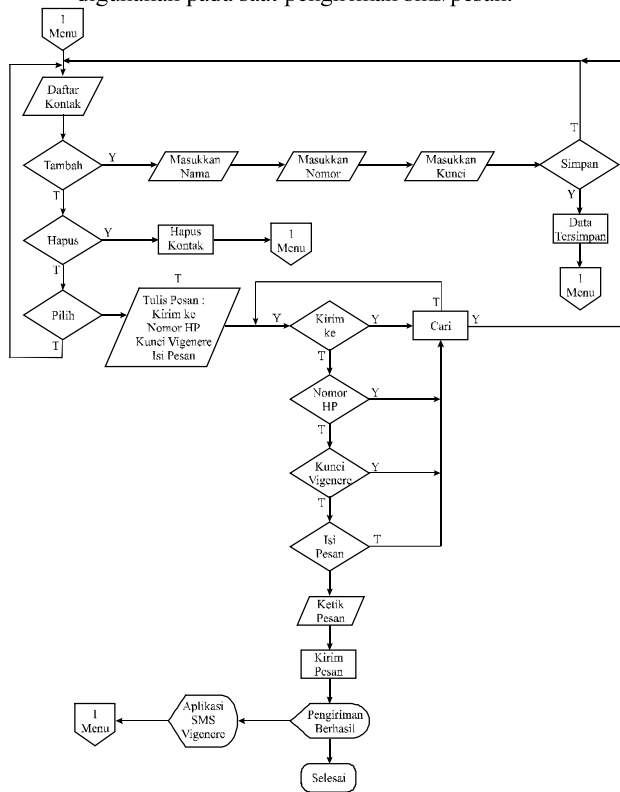 digunakan pada saat pengiriman sms/pesan.
1
Menu
Daftar
Kontak
T
Tambah
Y
Masukkan
Nama
Masukkan
Nomor
Masukkan
Kunci
Simpan
T
Y
Hapus
Y
Hapus
Kontak
1
Menu
Data
Tersimpan
T
1
Menu
T
Pilih
Tulis Pesan :
Kirim ke
Nomor HP
Kunci Vigenere
Isi Pesan
Y
Kirim
ke
Y
T
Cari
Y
T
T
Nomor
HP
Y
T
Kunci
Vigenere
Y
T
Isi
Pesan
T
Ketik
Pesan
Kirim
Pesan
1
Menu
Aplikasi
SMS
Vigenere
Pengiriman
Berhasil
Selesai